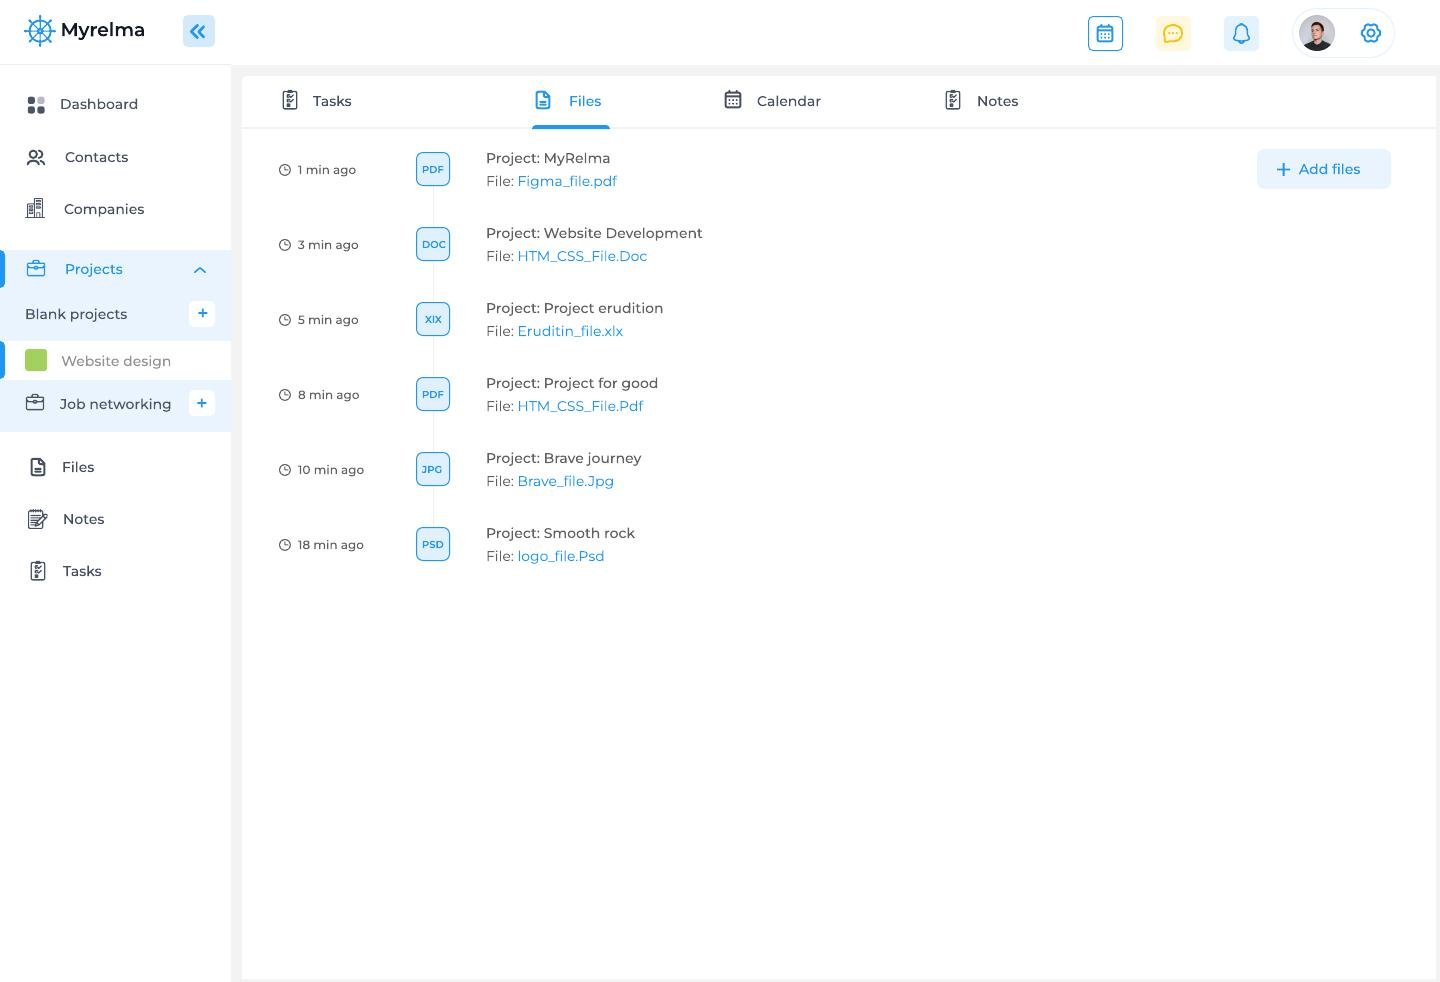 Myrelma
Dashboard
Contacts
Companies
Projects
Blank projects
+
Website design
Job networking
+
Files
Notes
Tasks
Tasks
Files
Calendar
Notes
+ Add files
1 min ago
PDF
Project: MyRelma
File: Figma_file.pdf
3 min ago
DOC
Project: Website Development
File: HTM_CSS_File.Doc
5 min ago
XlX
Project: Project erudition
File: Eruditin_file.xlx
8 min ago
PDF
Project: Project for good
File: HTM_CSS_File.Pdf
10 min ago
JPG
Project: Brave journey
File: Brave_file.Jpg
18 min ago
PSD
Project: Smooth rock
File: logo_file.Psd